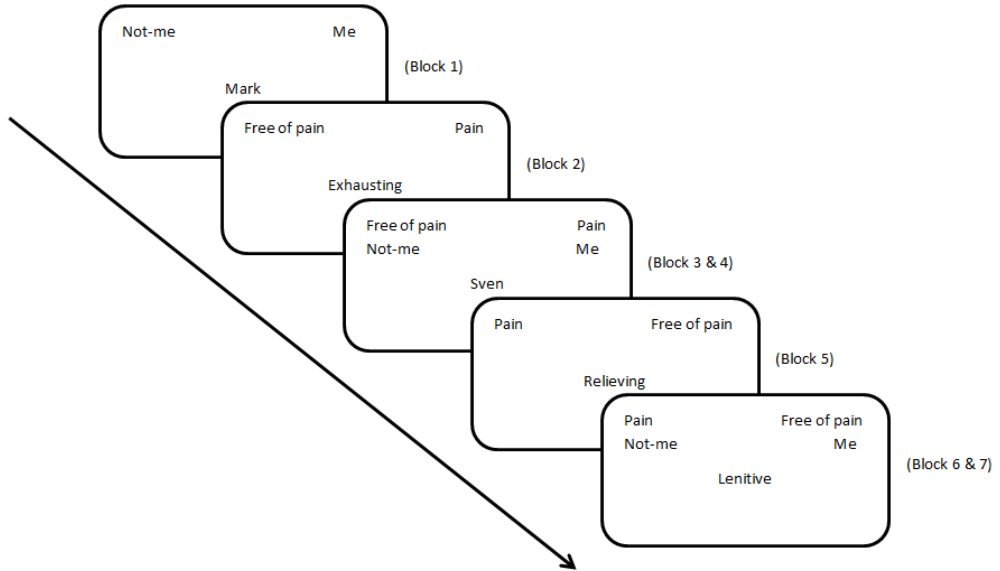 Not-me Me
(Block 1)
Mark
Free of pain Pain
(Block 2)
Exhausting
Free of pain Pain
Not-me Me
(Block 3 & 4)
Sven
Pain Free of pain
(Block 5)
Relieving
Pain Free of pain
Not-me Me
(Block 6 & 7)
Lenitive